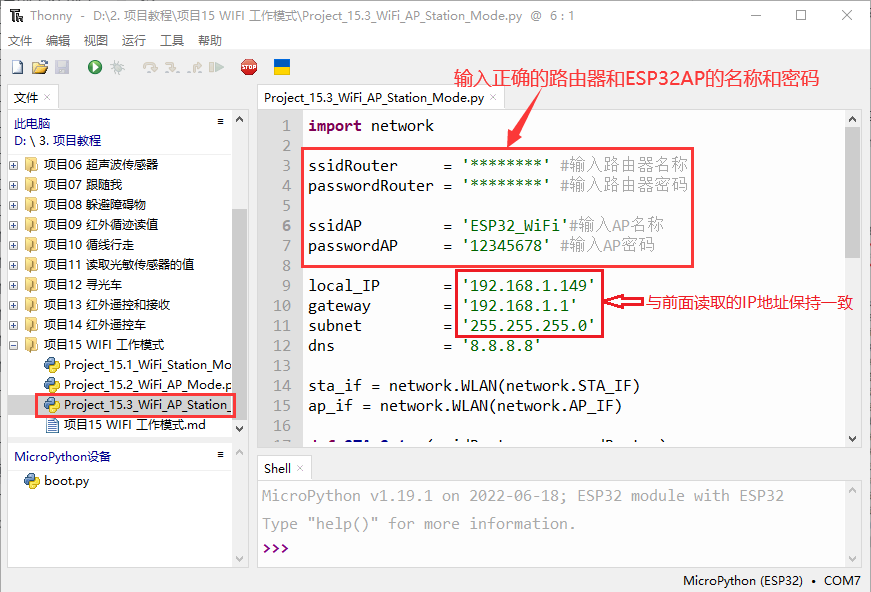 Thonny - D:\2. 项目教程\项目15 WIFI 工作模式\Project_15.3_WiFi_AP_Station_Mode.py @ 6 : 1
文件 编辑 视图 运行 工具 帮助
STOP
输入正确的路由器和ESP32AP的名称和密码
文件
此电脑
D: \ 3. 项目教程
项目06 超声波传感器
项目07 跟随我
项目08 躲避障碍物
项目09 红外循迹读值
项目10 循线行走
项目11 读取光敏传感器的值
项目12 寻光车
项目13 红外遥控和接收
项目14 红外遥控车
项目15 WIFI 工作模式
Project_15.1_WiFi_Station_Mo
Project_15.2_WiFi_AP_Mode.p
Project_15.3_WiFi_AP_Station_
项目15 WIFI 工作模式.md
MicroPython设备
boot.py
Project_15.3_WiFi_AP_Station_Mode.py
1 import network
2
3 ssidRouter = '********' #输入路由器名称
4 passwordRouter = '********' #输入路由器密码
5
6 ssidAP = 'ESP32_WiFi'#输入AP名称
7 passwordAP = '12345678' #输入AP密码
8
9 local_IP = '192.168.1.149'
10 gateway = '192.168.1.1'
11 subnet = '255.255.255.0'
12 dns = '8.8.8.8'
13
14 sta_if = network.WLAN(network.STA_IF)
15 ap_if = network.WLAN(network.AP_IF)
16
与前面读取的IP地址保持一致
Shell
MicroPython v1.19.1 on 2022-06-18; ESP32 module with ESP32
Type "help()" for more information.
>>>
MicroPython (ESP32) • COM7